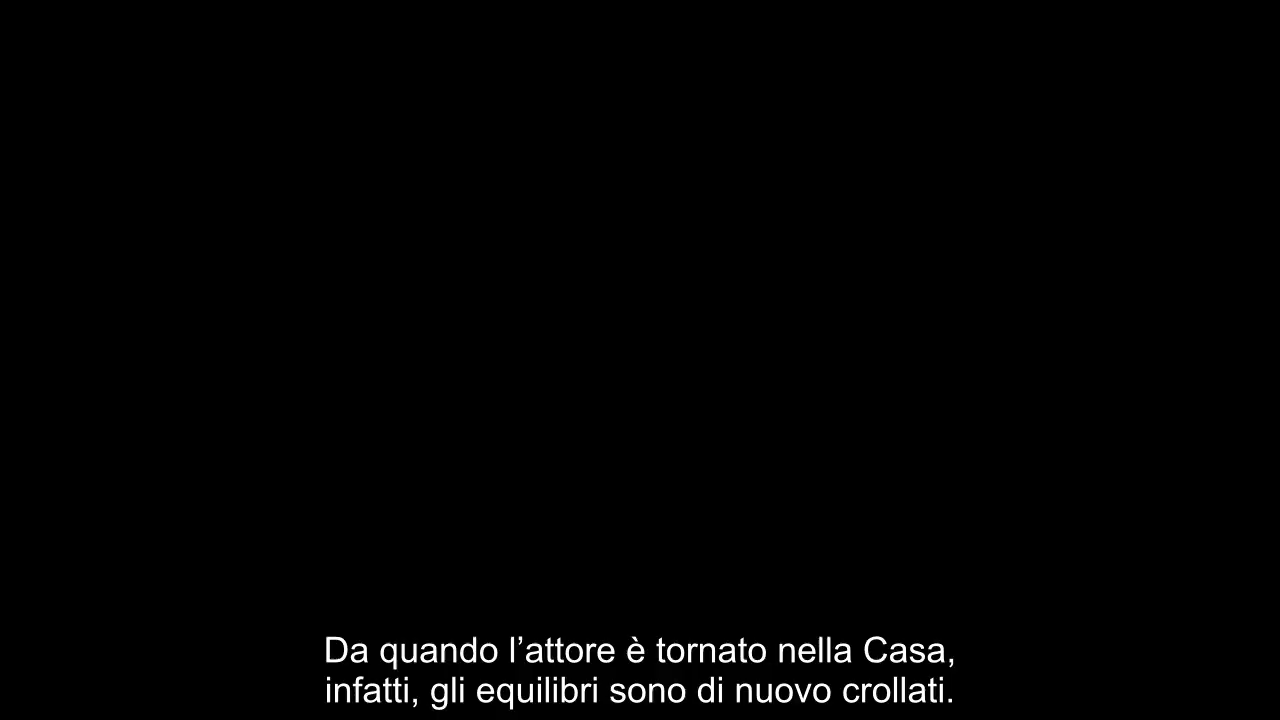 Da quando l’attore è tornato nella Casa,
infatti, gli equilibri sono di nuovo crollati.